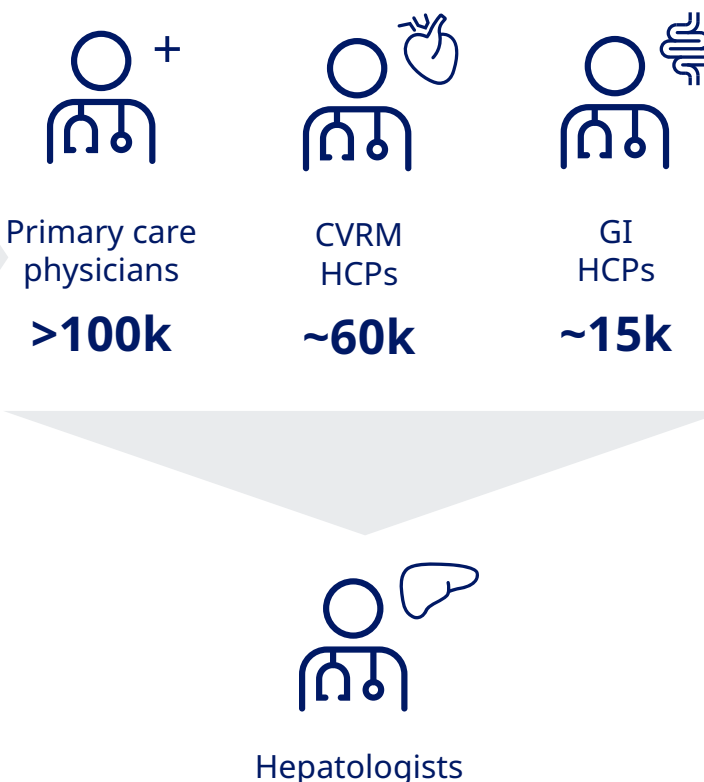 Primary care
physicians
>100k
CVRM
HCPs
~60k
GI
HCPs
~15k
Hepatologists